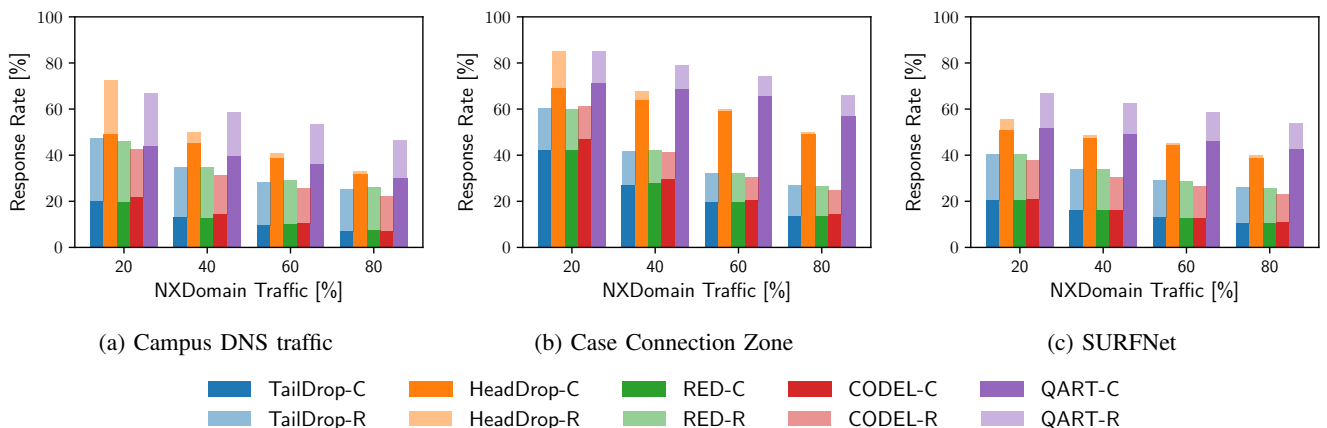 100
80
60
40
20
0
Response Rate [%]
20 40 60 80
NXDomain Traffic [%]
(a) Campus DNS traffic
100
80
60
40
20
0
Response Rate [%]
20 40 60 80
NXDomain Traffic [%]
(b) Case Connection Zone
100
80
60
40
20
0
Response Rate [%]
20 40 60 80
NXDomain Traffic [%]
(c) SURFNet
TailDrop-C HeadDrop-C RED-C CODEL-C QART-C
TailDrop-R HeadDrop-R RED-R CODEL-R QART-R